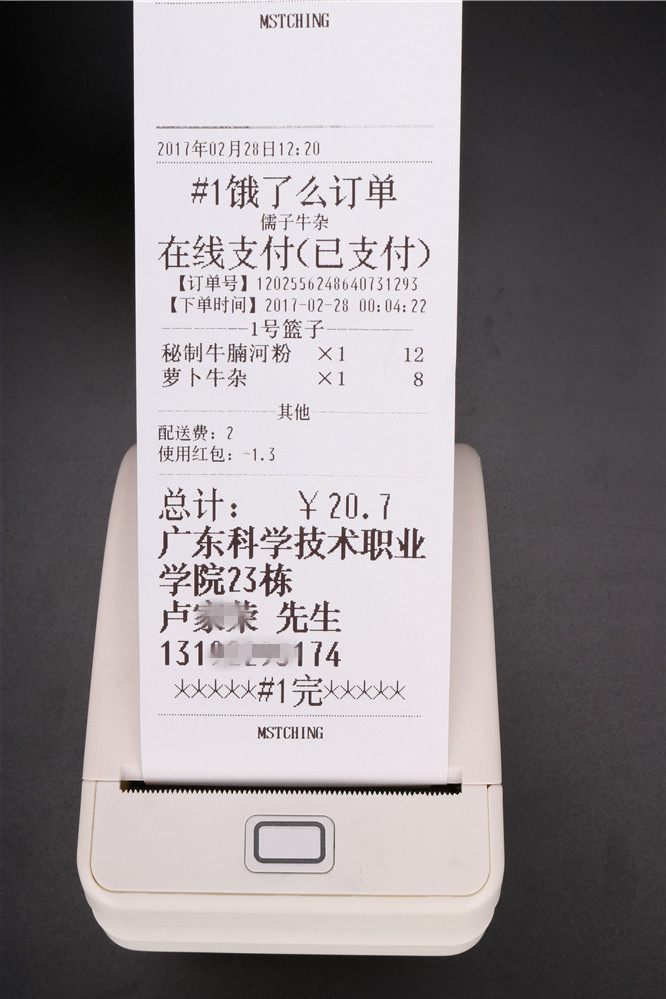 MSTCHING
2017年02月28日12:20
#1饿了么订单
儒子牛杂
在线支付(已支付)
【订单号】1202556248640731293
【下单时间】2017-02-28 00:04:22
--------1号篮子--------
秘制牛腩河粉 ×1 12
萝卜牛杂 ×1 8
其他
配送费: 2
使用红包: -1.3
总计: ￥20.7
广东科学技术职业
学院23栋
卢 先生
131 174
*****#1完*****
MSTCHING